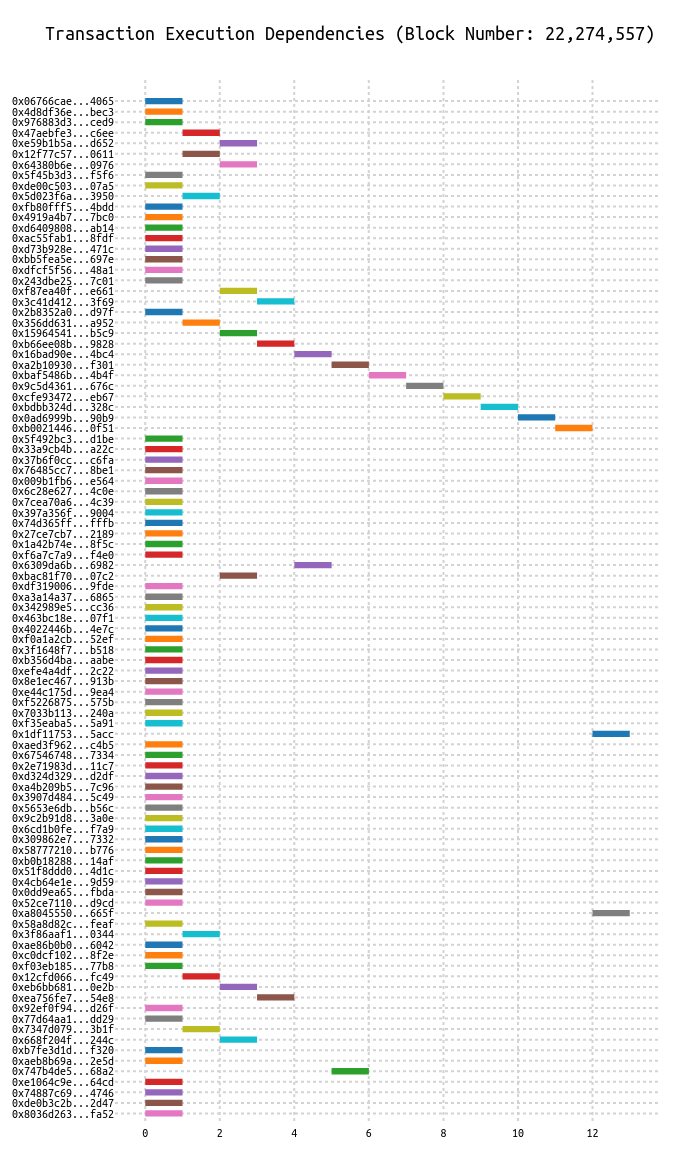 Transaction Execution Dependencies (Block Number: 22,274,557)
0x06766cae...4065
0x4d8df36e...bec3
0x976883d3...ced9
0x47aebfe3...c6ee
0xe59b1b5a...d652
0x12f77c57...0611
0x64380b6e...0976
0x5f45b3d3...f5f6
0xde00c503...07a5
0x5d023f6a...3950
0xfb80fff5...4bdd
0x4919a4b7...7bc0
0xd6409808...ab14
0xac55fab1...8fdf
0xd73b928e...471c
0xbb5fea5e...697e
0xdfcf5f56...48a1
0x243dbe25...7c01
0xf87ea40f...e661
0x3c41d412...3f69
0x2b8352a0...d97f
0x356dd631...a952
0x15964541...b5c9
0xb66ee08b...9828
0x16bad90e...4bc4
0xa2b10930...f301
0xbaf5486b...4b4f
0x9c5d4361...676c
0xcfe93472...eb67
0xbdbb324d...328c
0x0ad6999b...90b9
0xb0021446...0f51
0x5f492bc3...d1be
0x33a9cb4b...a22c
0x37b6f0cc...c6fa
0x76485cc7...8be1
0x009b1fb6...e564
0x6c28e627...4c0e
0x7cea70a6...4c39
0x397a356f...9004
0x74d365ff...fffb
0x27ce7cb7...2189
0x1a42b74e...8f5c
0xf6a7c7a9...f4e0
0x6309da6b...6982
0xbac81f70...07c2
0xdf319006...9fde
0xa3a14a37...6865
0x342989e5...cc36
0x463bc18e...07f1
0x4022446b...4e7c
0xf0a1a2cb...52ef
0x3f1648f7...b518
0xb356d4ba...aabe
0xefe4a4df...2c22
0x8e1ec467...913b
0xe44c175d...9ea4
0xf5226875...575b
0x7033b113...240a
0xf35eaba5...5a91
0x1df11753...5acc
0xaed3f962...c4b5
0x67546748...7334
0x2e71983d...11c7
0xd324d329...d2df
0xa4b209b5...7c96
0x3907d484...5c49
0x5653e6db...b56c
0x9c2b91d8...3a0e
0x6cd1b0fe...f7a9
0x309862e7...7332
0x58777210...b776
0xb0b18288...14af
0x51f8ddd0...4d1c
0x4cb64e1e...9d59
0x0dd9ea65...fbda
0x52ce7110...d9cd
0xa8045550...665f
0x58a8d82c...feaf
0x3f86aaf1...0344
0xae86b0b0...6042
0xc0dcf102...8f2e
0xf03eb185...77b8
0x12cfd066...fc49
0xeb6bb681...0e2b
0xea756fe7...54e8
0x92ef0f94...d26f
0x77d64aa1...dd29
0x7347d079...3b1f
0x668f204f...244c
0xb7fe3d1d...f320
0xaeb8b69a...2e5d
0x747b4de5...68a2
0xe1064c9e...64cd
0x74887c69...4746
0xde0b3c2b...2d47
0x8036d263...fa52
0 2 4 6 8 10 12